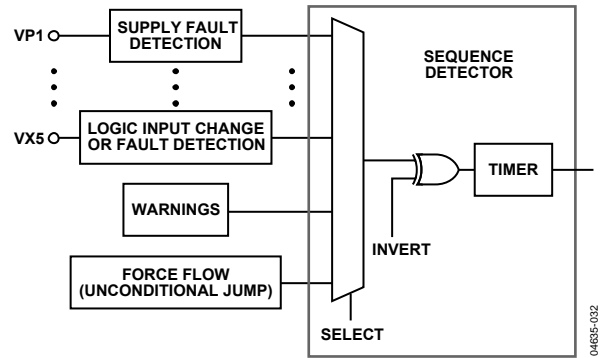 VP1
SUPPLY FAULT
DETECTION
SEQUENCE
DETECTOR
VX5
LOGIC INPUT CHANGE
OR FAULT DETECTION
TIMER
WARNINGS
INVERT
FORCE FLOW
(UNCONDITIONAL JUMP)
SELECT
04635-032